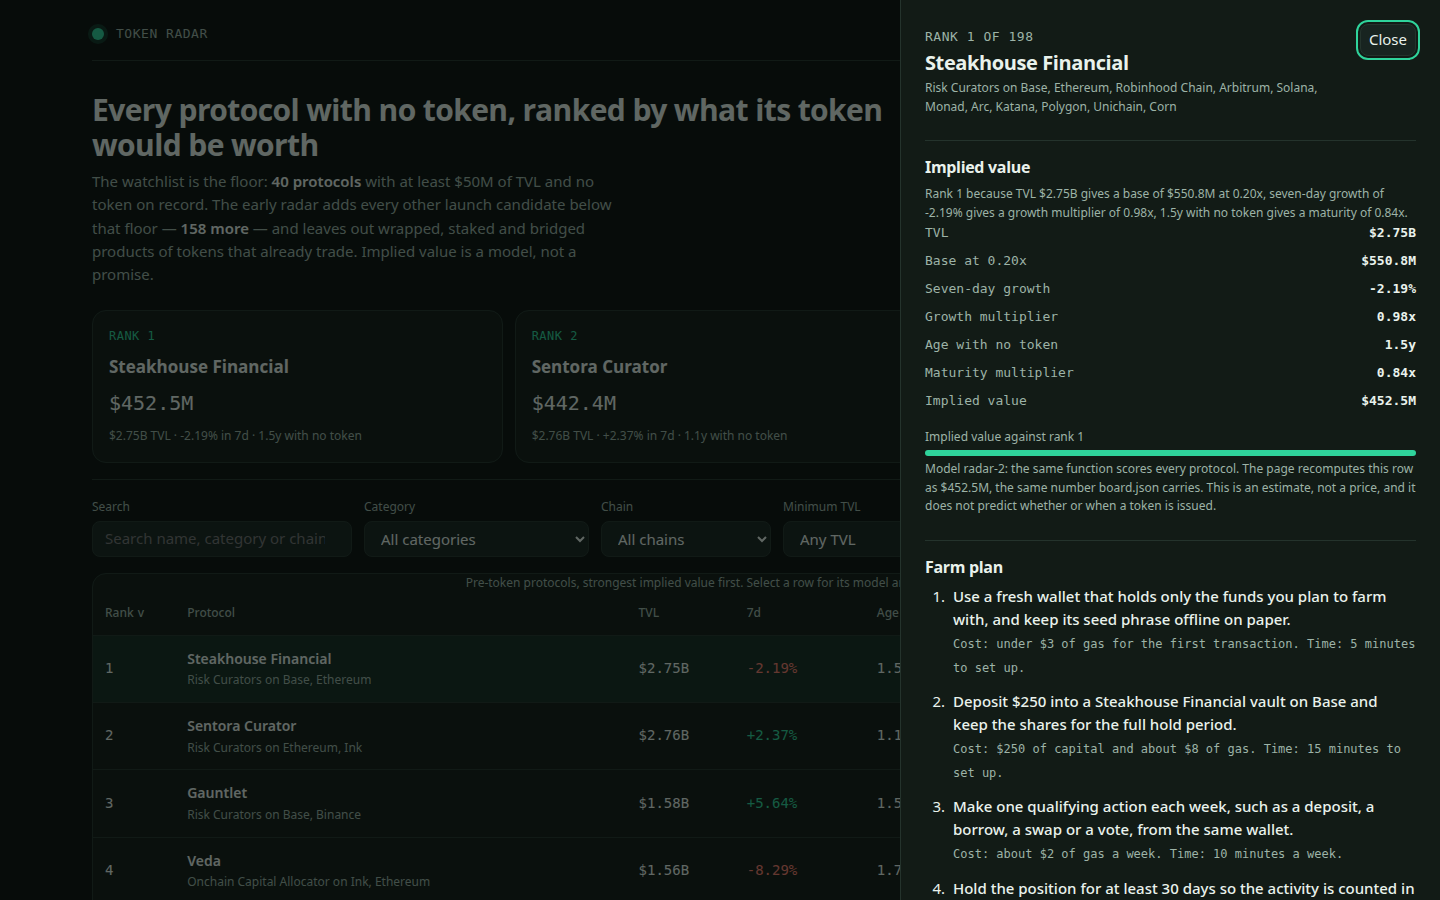 TOKEN RADAR
Every protocol with no token, ranked by what its token
would be worth
The watchlist is the floor: 40 protocols with at least $50M of TVL and no
token on record. The early radar adds every other launch candidate below
that floor — 158 more — and leaves out wrapped, staked and bridged
products of tokens that already trade. Implied value is a model, not a
promise.
RANK 1
Steakhouse Financial
$452.5M
$2.75B TVL · -2.19% in 7d · 1.5y with no token
RANK 2
Sentora Curator
$442.4M
$2.76B TVL · +2.37% in 7d · 1.1y with no token
Search
Category
Chain
Minimum TVL
Search name, category or chain
All categories
All chains
Any TVL
Pre-token protocols, strongest implied value first. Select a row for its model a
Rank v
Protocol
TVL
7d
Age
1
Steakhouse Financial
Risk Curators on Base, Ethereum
$2.75B
-2.19%
1.5
2
Sentora Curator
Risk Curators on Ethereum, Ink
$2.76B
+2.37%
1.1
3
Gauntlet
Risk Curators on Base, Binance
$1.58B
+5.64%
1.5
4
Veda
Onchain Capital Allocator on Ink, Ethereum
$1.56B
-8.29%
1.7
RANK 1 OF 198
Close
Steakhouse Financial
Risk Curators on Base, Ethereum, Robinhood Chain, Arbitrum, Solana,
Monad, Arc, Katana, Polygon, Unichain, Corn
Implied value
Rank 1 because TVL $2.75B gives a base of $550.8M at 0.20x, seven-day growth of
-2.19% gives a growth multiplier of 0.98x, 1.5y with no token gives a maturity of 0.84x.
TVL $2.75B
Base at 0.20x $550.8M
Seven-day growth -2.19%
Growth multiplier 0.98x
Age with no token 1.5y
Maturity multiplier 0.84x
Implied value $452.5M
Implied value against rank 1
Model radar-2: the same function scores every protocol. The page recomputes this row
as $452.5M, the same number board.json carries. This is an estimate, not a price, and it
does not predict whether or when a token is issued.
Farm plan
1. Use a fresh wallet that holds only the funds you plan to farm
with, and keep its seed phrase offline on paper.
Cost: under $3 of gas for the first transaction. Time: 5 minutes
to set up.
2. Deposit $250 into a Steakhouse Financial vault on Base and
keep the shares for the full hold period.
Cost: $250 of capital and about $8 of gas. Time: 15 minutes to
set up.
3. Make one qualifying action each week, such as a deposit, a
borrow, a swap or a vote, from the same wallet.
Cost: about $2 of gas a week. Time: 10 minutes a week.
4. Hold the position for at least 30 days so the activity is counted in